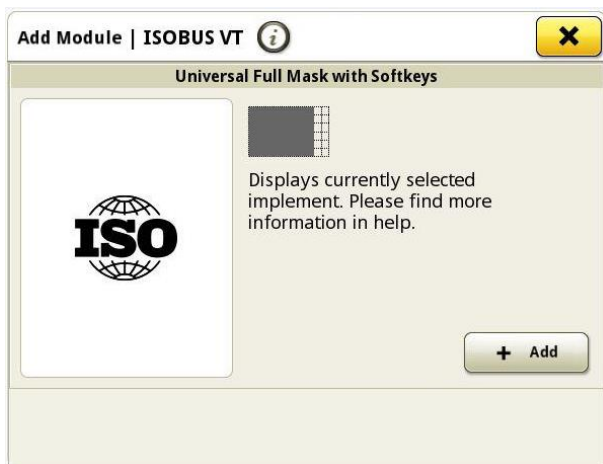 Add Module | ISOBUS VT i
Universal Full Mask with Softkeys
Displays currently selected
implement. Please find more
information in help.
ISO
+ Add